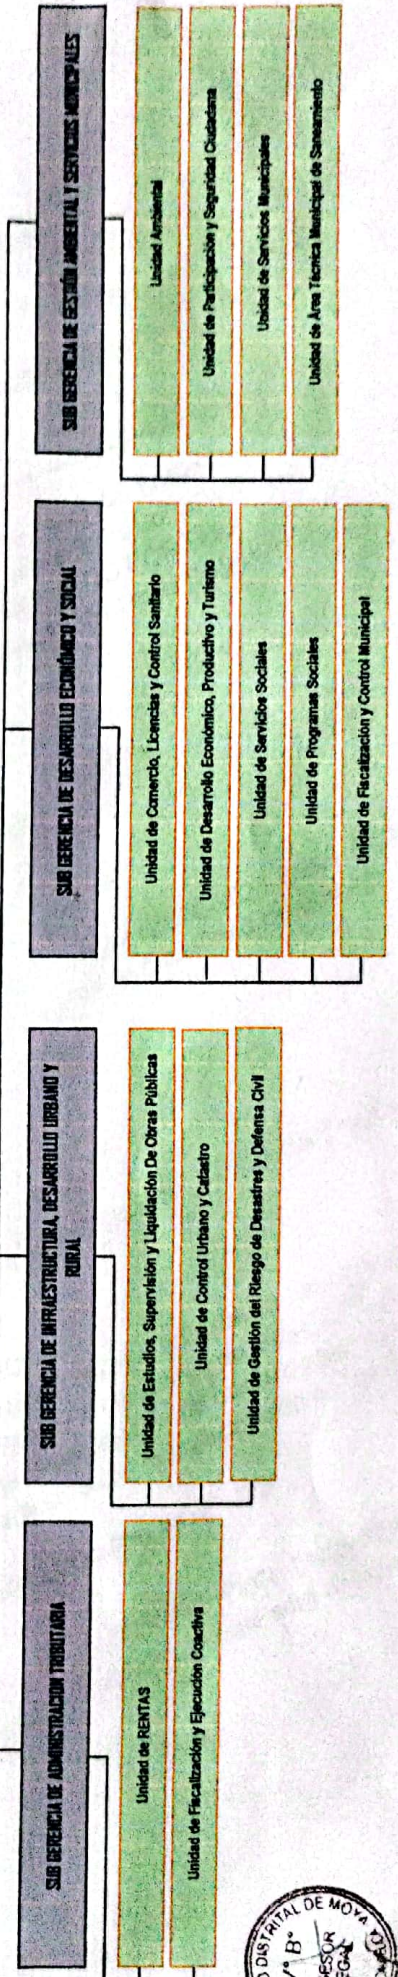 SUB GERENCIA DE ADMINISTRACION TRIBUTARIA
Unidad de RENTAS
Unidad de Fiscalización y Ejecución Coactiva
SUB GERENCIA DE INFRAESTRUCTURA, DESARROLLO URBANO Y
RURAL
Unidad de Estudios, Supervisión y Liquidación De Obras Públicas
Unidad de Control Urbano y Catastro
Unidad de Gestión del Riesgo de Desastres y Defensa Civil
SUB GERENCIA DE DESARROLLO ECONÓMICO Y SOCIAL
Unidad de Comercio, Licencias y Control Sanitario
Unidad de Desarrollo Económico, Productivo y Turismo
Unidad de Servicios Sociales
Unidad de Programas Sociales
Unidad de Fiscalización y Control Municipal
SUB GERENCIA DE GESTIÓN AMBIENTAL Y SERVICIOS MUNICIPALES
Unidad Ambiental
Unidad de Participación y Seguridad Ciudadana
Unidad de Servicios Municipales
Unidad de Área Técnica Municipal de Saneamiento
DISTRITAL DE MOYA
B°